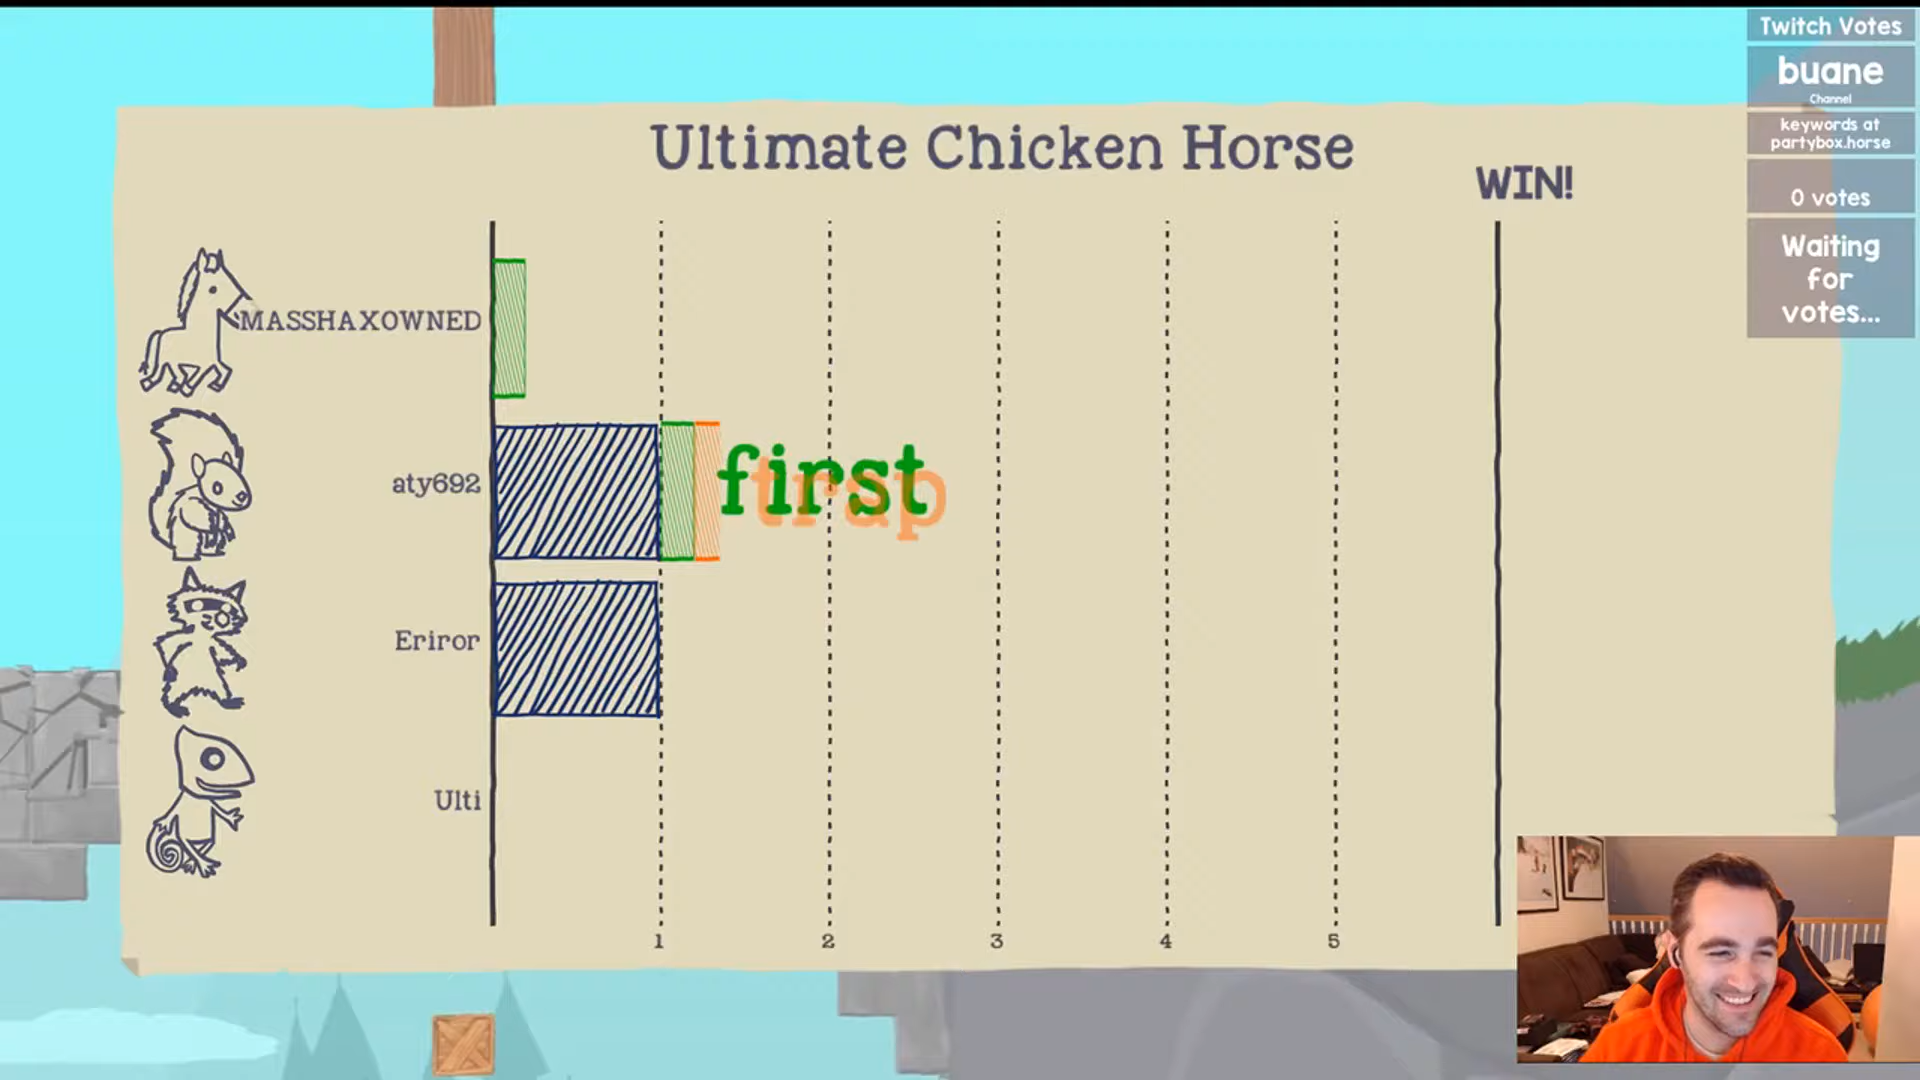 Twitch Votes
buane
Channel
keywords at
partybox.horse
0 votes
Waiting
for
votes...
Ultimate Chicken Horse
WIN!
MASSHAXOWNED
aty692
first
trap
Eriror
Ulti
1 2 3 4 5